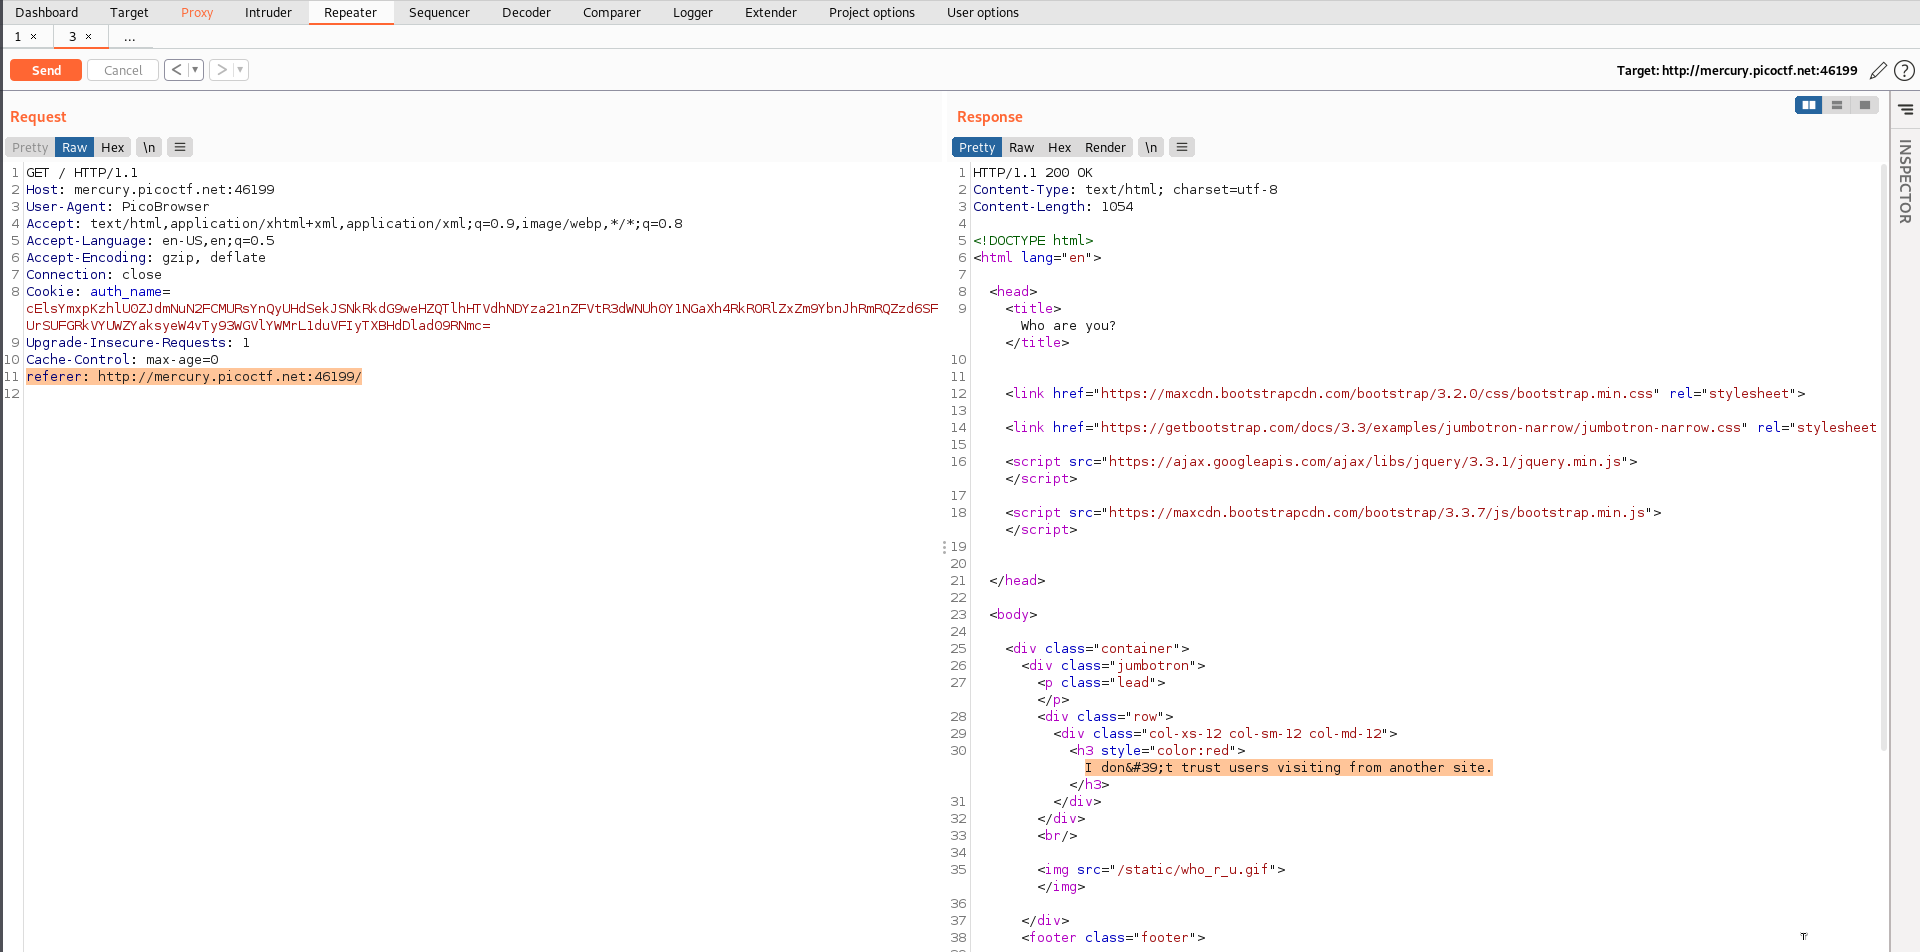 Dashboard Target Proxy Intruder Repeater Sequencer Decoder Comparer Logger Extender Project options User options
1 × 3 × ...
Send Cancel < > Target: http://mercury.picoctf.net:46199 ?
Request
Pretty Raw Hex \n
1 GET / HTTP/1.1
2 Host: mercury.picoctf.net:46199
3 User-Agent: PicoBrowser
4 Accept: text/html,application/xhtml+xml,application/xml;q=0.9,image/webp,*/*;q=0.8
5 Accept-Language: en-US,en;q=0.5
6 Accept-Encoding: gzip, deflate
7 Connection: close
8 Cookie: auth_name=
cElsYmxpKzhlU0ZJdmNuN2FCMURsYnQyUHdSekJSNkRkdG9weHZQTlhHTVdhNDYza21nZFVtR3dWNUh0Y1NGaXh4RkRORlZxZm9YbnJhRmRQZzd6SF
UrSUFGRkVYUWZYaksyeW4vTy93WGVlYWMrL1duVFIyTXBHdDlad09RNmc=
9 Upgrade-Insecure-Requests: 1
10 Cache-Control: max-age=0
11 referer: http://mercury.picoctf.net:46199/
12
Response
Pretty Raw Hex Render \n
INSPECTOR
1 HTTP/1.1 200 OK
2 Content-Type: text/html; charset=utf-8
3 Content-Length: 1054
4
5 <!DOCTYPE html>
6 <html lang="en">
7
8 <head>
9 <title>
Who are you?
</title>
10
11
12 <link href="https://maxcdn.bootstrapcdn.com/bootstrap/3.2.0/css/bootstrap.min.css" rel="stylesheet">
13
14 <link href="https://getbootstrap.com/docs/3.3/examples/jumbotron-narrow/jumbotron-narrow.css" rel="stylesheet
15
16 <script src="https://ajax.googleapis.com/ajax/libs/jquery/3.3.1/jquery.min.js">
</script>
17
18 <script src="https://maxcdn.bootstrapcdn.com/bootstrap/3.3.7/js/bootstrap.min.js">
</script>
19
20
21 </head>
22
23 <body>
24
25 <div class="container">
26 <div class="jumbotron">
27 <p class="lead">
</p>
28 <div class="row">
29 <div class="col-xs-12 col-sm-12 col-md-12">
30 <h3 style="color:red">
I don&#39;t trust users visiting from another site.
</h3>
31 </div>
32 </div>
33 <br/>
34
35 <img src="/static/who_r_u.gif">
</img>
36
37 </div>
38 <footer class="footer">